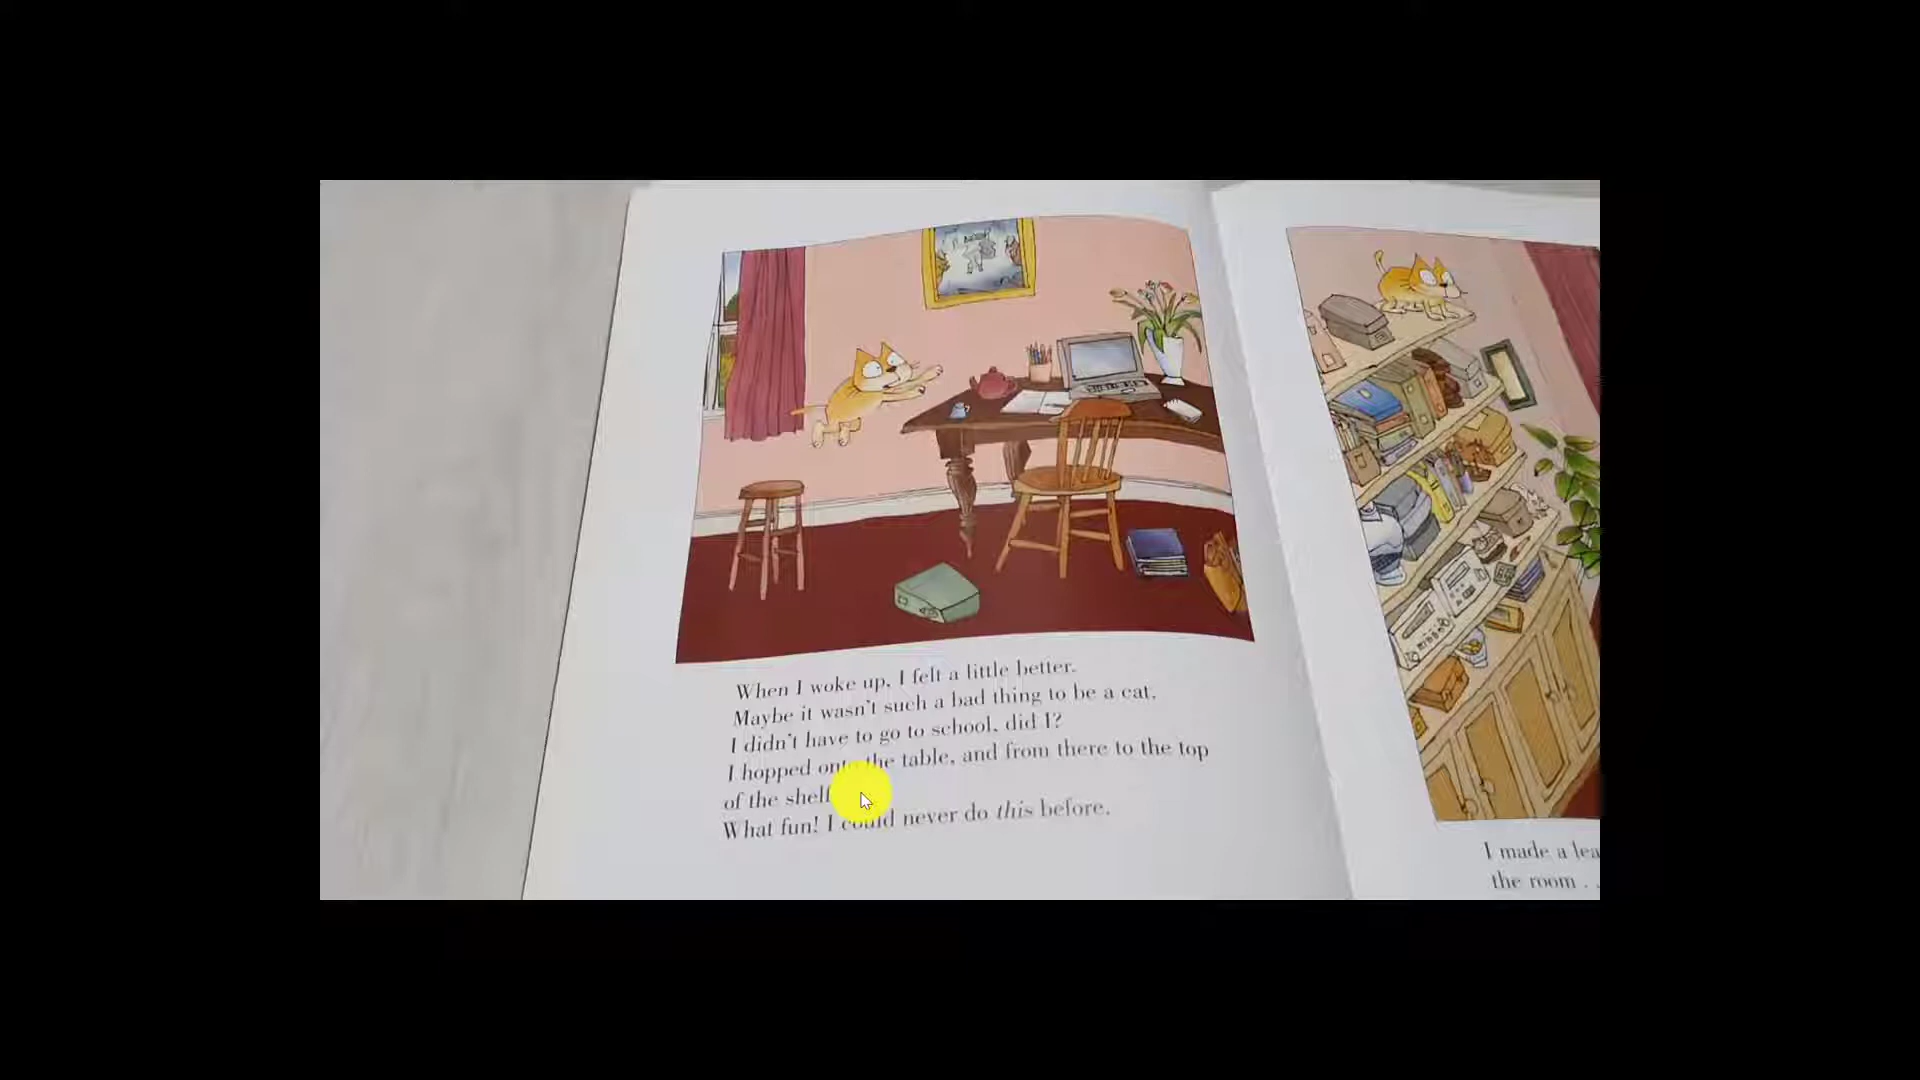 When I woke up, I felt a little better.
Maybe it wasn't such a bad thing to be a cat.
I didn't have to go to school, did I?
I hopped onto the table, and from there to the top
of the shelf
What fun! I could never do this before.
I made a
the room . .